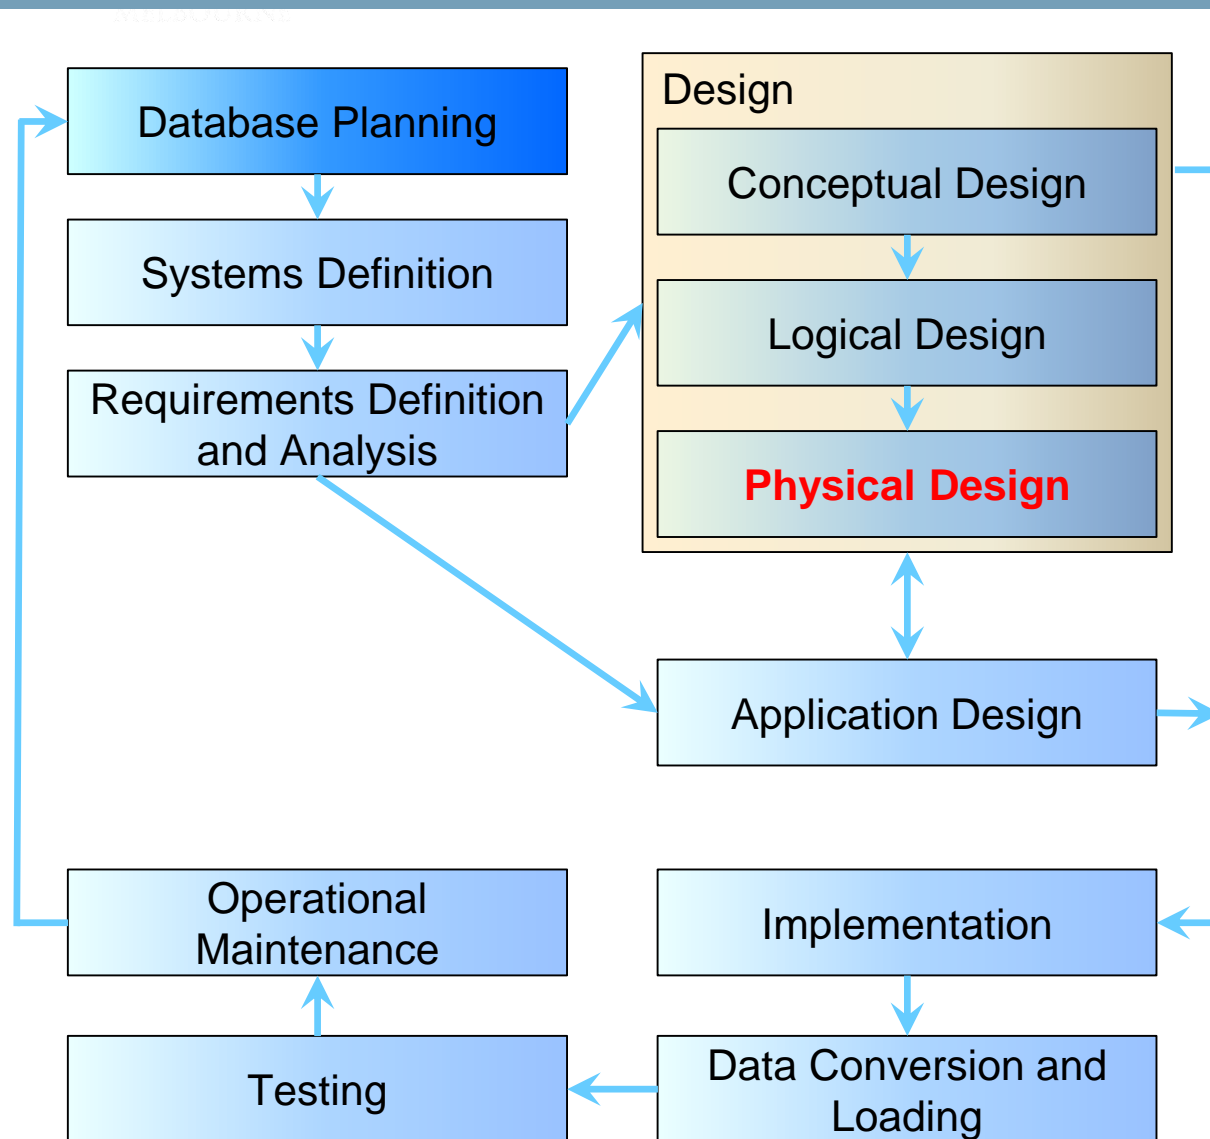 Database Planning
Systems Definition
Requirements Definition
and Analysis
Design
Conceptual Design
Logical Design
Physical Design
Application Design
Operational
Maintenance
Implementation
Testing
Data Conversion and
Loading